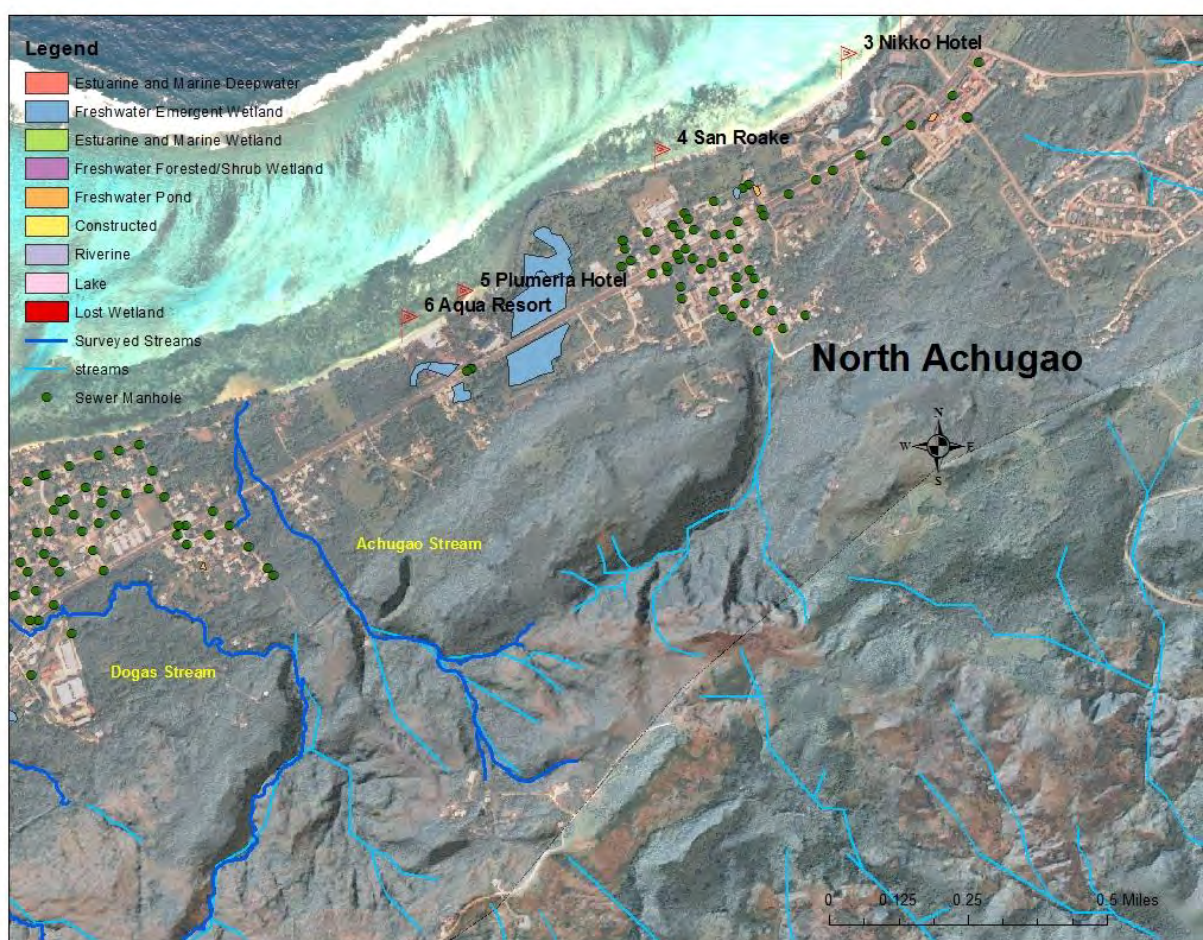 Legend
Estuarine and Marine Deepwater
Freshwater Emergent Wetland
Estuarine and Marine Wetland
Freshwater Forested/Shrub Wetland
Freshwater Pond
Constructed
Riverine
Lake
Lost Wetland
Surveyed Streams
streams
Sewer Manhole
3 Nikko Hotel
4 San Roake
5 Plumeria Hotel
6 Aqua Resort
North Achugao
N
W E
S
Achugao Stream
Dogas Stream
0 0.125 0.25 0.5 Miles